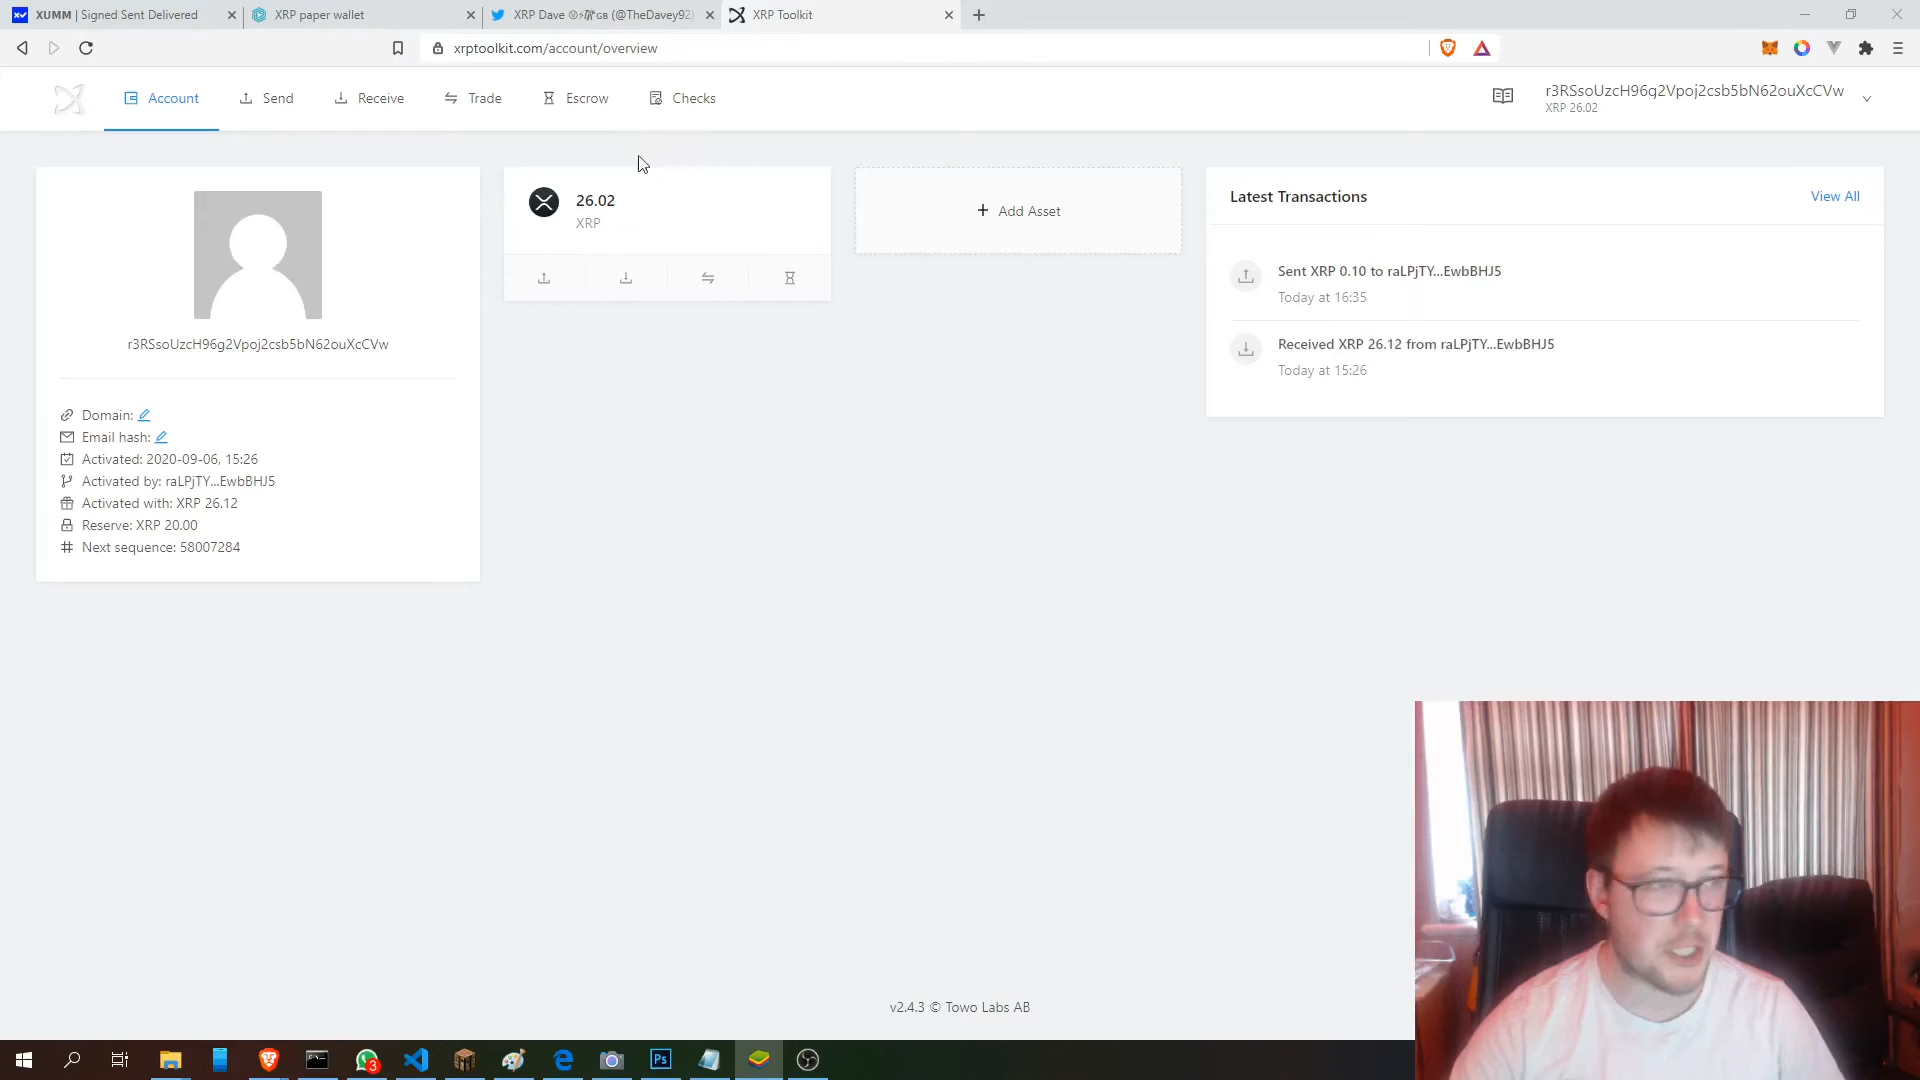 XUMM | Signed Sent Delivered
XRP paper wallet
XRP Dave
GB (@TheDavey92)
XRP Toolkit
xrptoolkit.com/account/overview
Account
Send
Receive
Trade
Escrow
Checks
r3RSsoUzcH96g2Vpoj2csb5bN62ouXcCVw
XRP 26.02
r3RSsoUzcH96g2Vpoj2csb5bN62ouXcCVw
Domain:
Email hash:
Activated: 2020-09-06, 15:26
Activated by: raLPjTY...EwbBHJ5
Activated with: XRP 26.12
Reserve: XRP 20.00
Next sequence: 58007284
26.02
XRP
+ Add Asset
Latest Transactions
View All
Sent XRP 0.10 to raLPjTY...EwbBHJ5
Today at 16:35
Received XRP 26.12 from raLPjTY...EwbBHJ5
Today at 15:26
v2.4.3 © Towo Labs AB
3
Ps